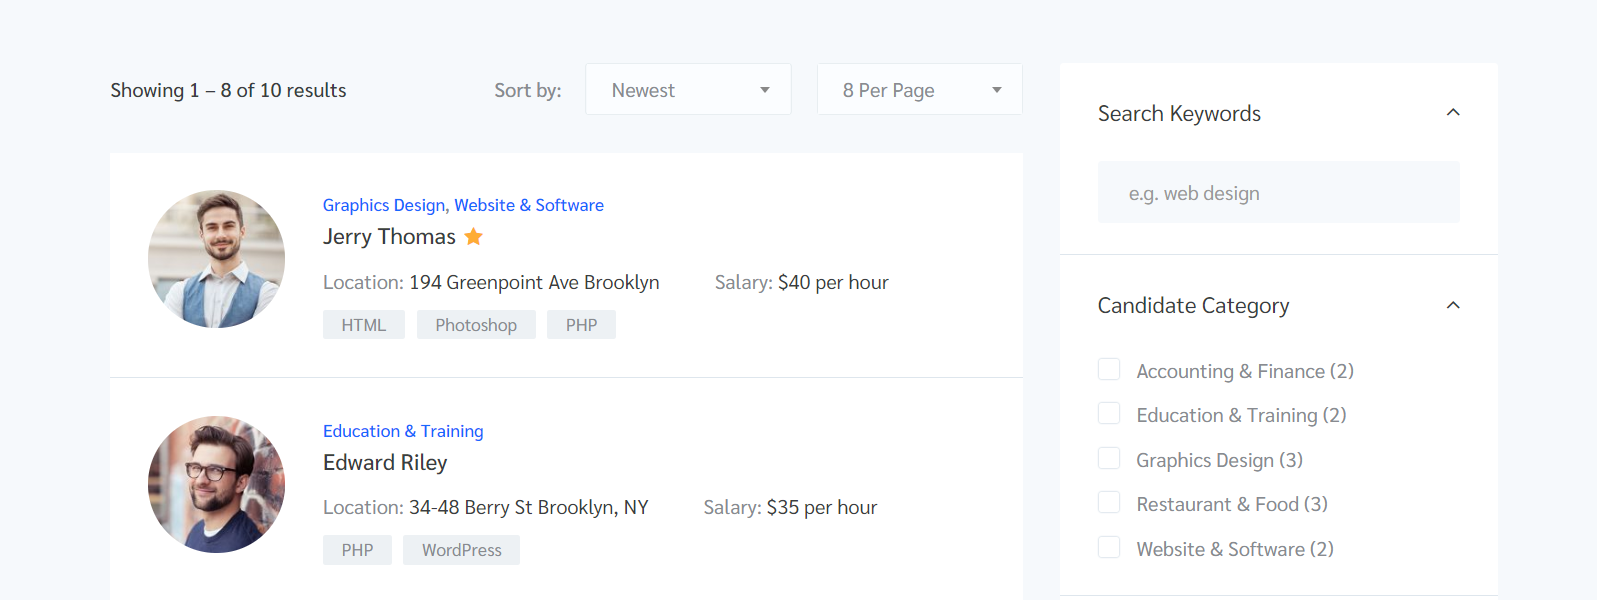 Showing 1 – 8 of 10 results
Sort by:
Newest
8 Per Page
Graphics Design, Website & Software
Jerry Thomas
Location: 194 Greenpoint Ave Brooklyn
Salary: $40 per hour
HTML
Photoshop
PHP
Education & Training
Edward Riley
Location: 34-48 Berry St Brooklyn, NY
Salary: $35 per hour
PHP
WordPress
Search Keywords
e.g. web design
Candidate Category
Accounting & Finance (2)
Education & Training (2)
Graphics Design (3)
Restaurant & Food (3)
Website & Software (2)